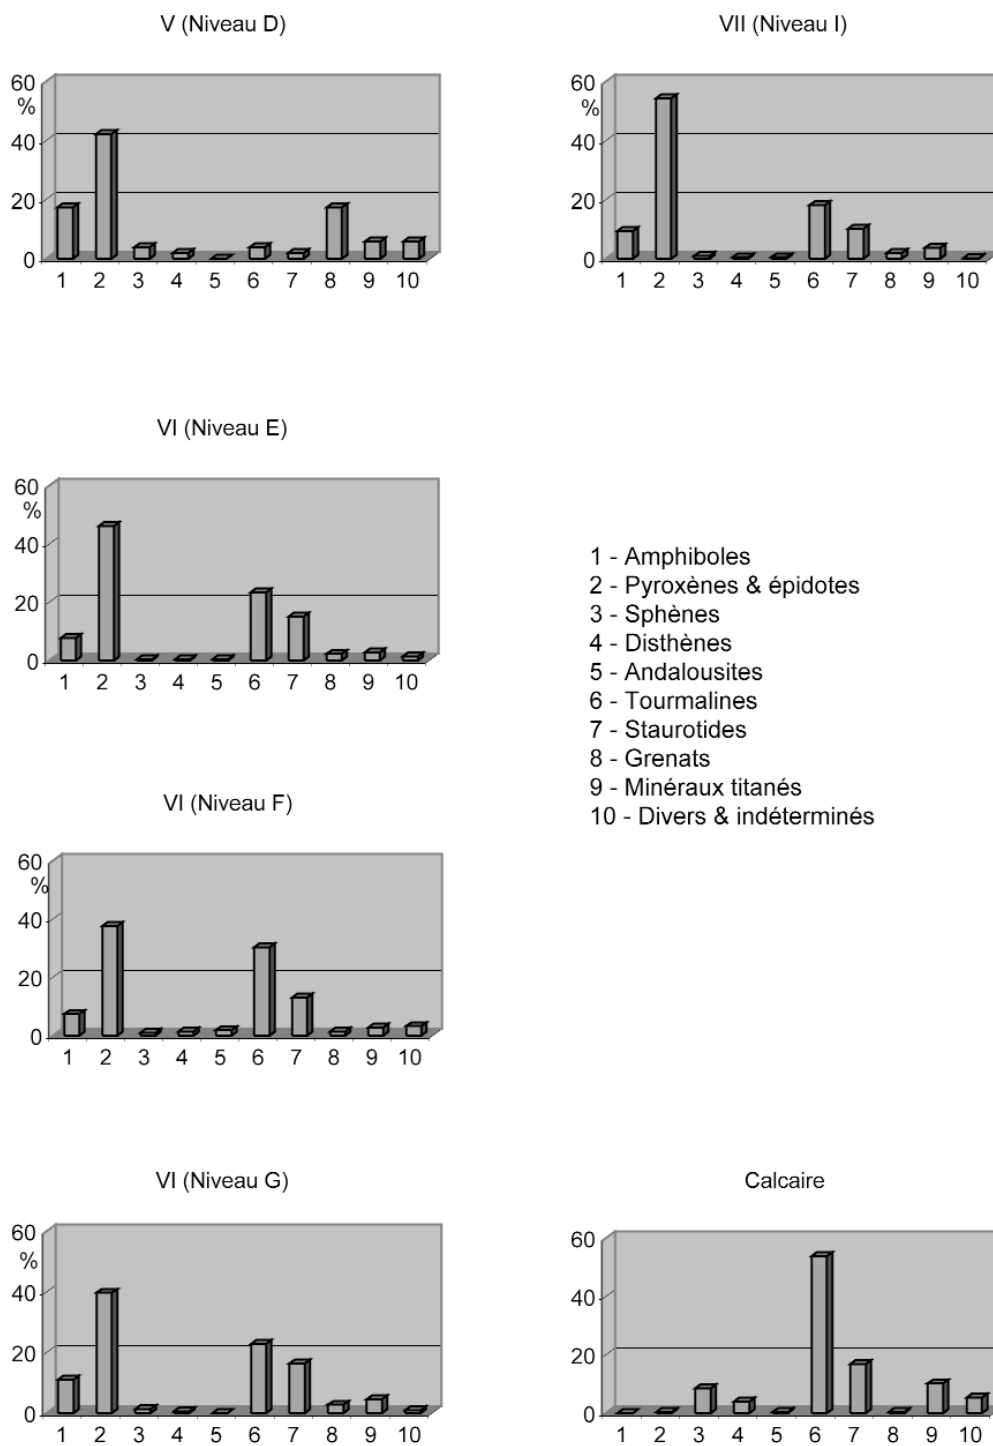 V (Niveau D)
60
%
40
20
0
1 2 3 4 5 6 7 8 9 10
VII (Niveau I)
60
%
40
20
0
1 2 3 4 5 6 7 8 9 10
VI (Niveau E)
60
%
40
20
0
1 2 3 4 5 6 7 8 9 10
1 - Amphiboles
2 - Pyroxènes & épidotes
3 - Sphènes
4 - Disthènes
5 - Andalousites
6 - Tourmalines
7 - Staurotides
8 - Grenats
9 - Minéraux titanés
10 - Divers & indéterminés
VI (Niveau F)
60
%
40
20
0
1 2 3 4 5 6 7 8 9 10
VI (Niveau G)
60
%
40
20
0
1 2 3 4 5 6 7 8 9 10
Calcaire
60
40
20
0
1 2 3 4 5 6 7 8 9 10